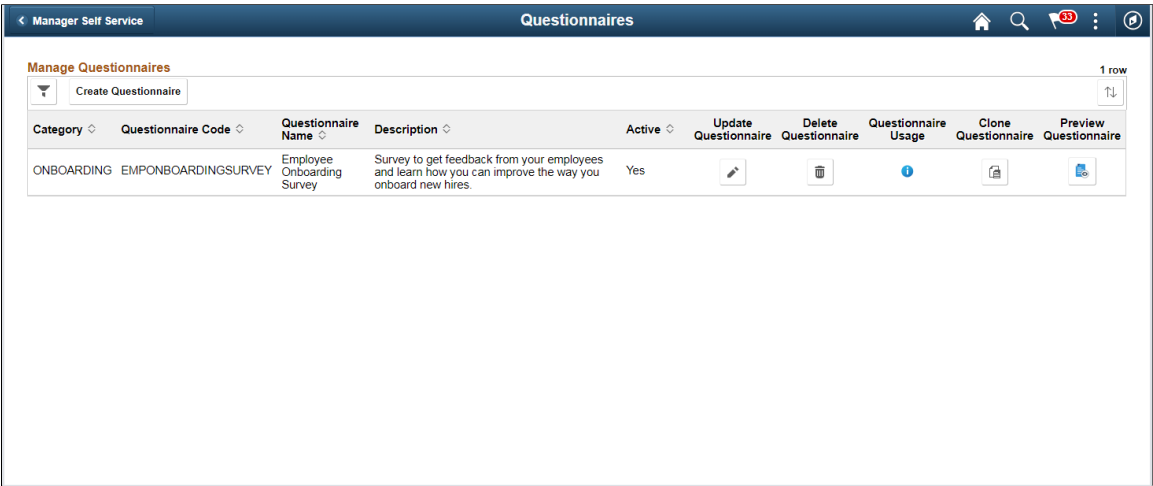 Manager Self Service
Questionnaires
33
Manage Questionnaires
1 row
Create Questionnaire
Category
Questionnaire Code
Questionnaire
Name
Description
Active
Update
Questionnaire
Delete
Questionnaire
Questionnaire
Usage
Clone
Questionnaire
Preview
Questionnaire
ONBOARDING
EMPONBOARDINGSURVEY
Employee
Onboarding
Survey
Survey to get feedback from your employees
and learn how you can improve the way you
onboard new hires.
Yes